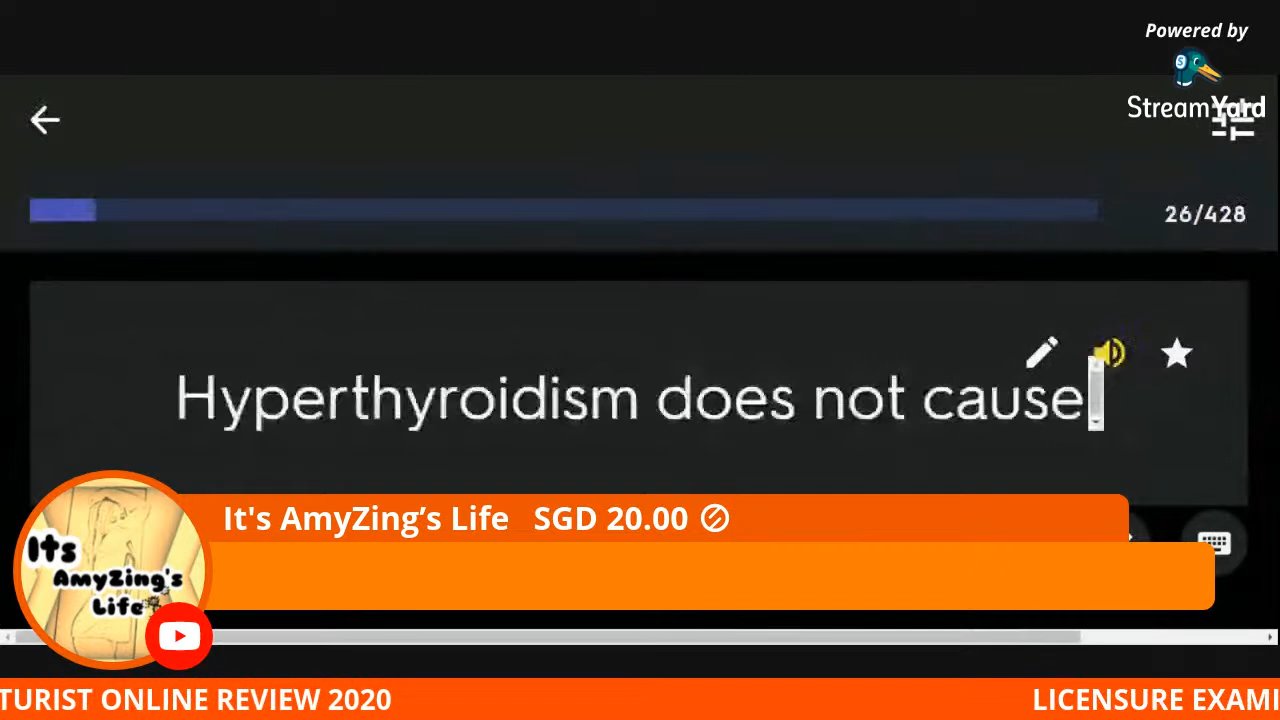 Powered by
StreamYard
26/428
Hyperthyroidism does not cause
It's AmyZing’s Life SGD 20.00
Its
AmyZing's
Life
TURIST ONLINE REVIEW 2020 LICENSURE EXAMI